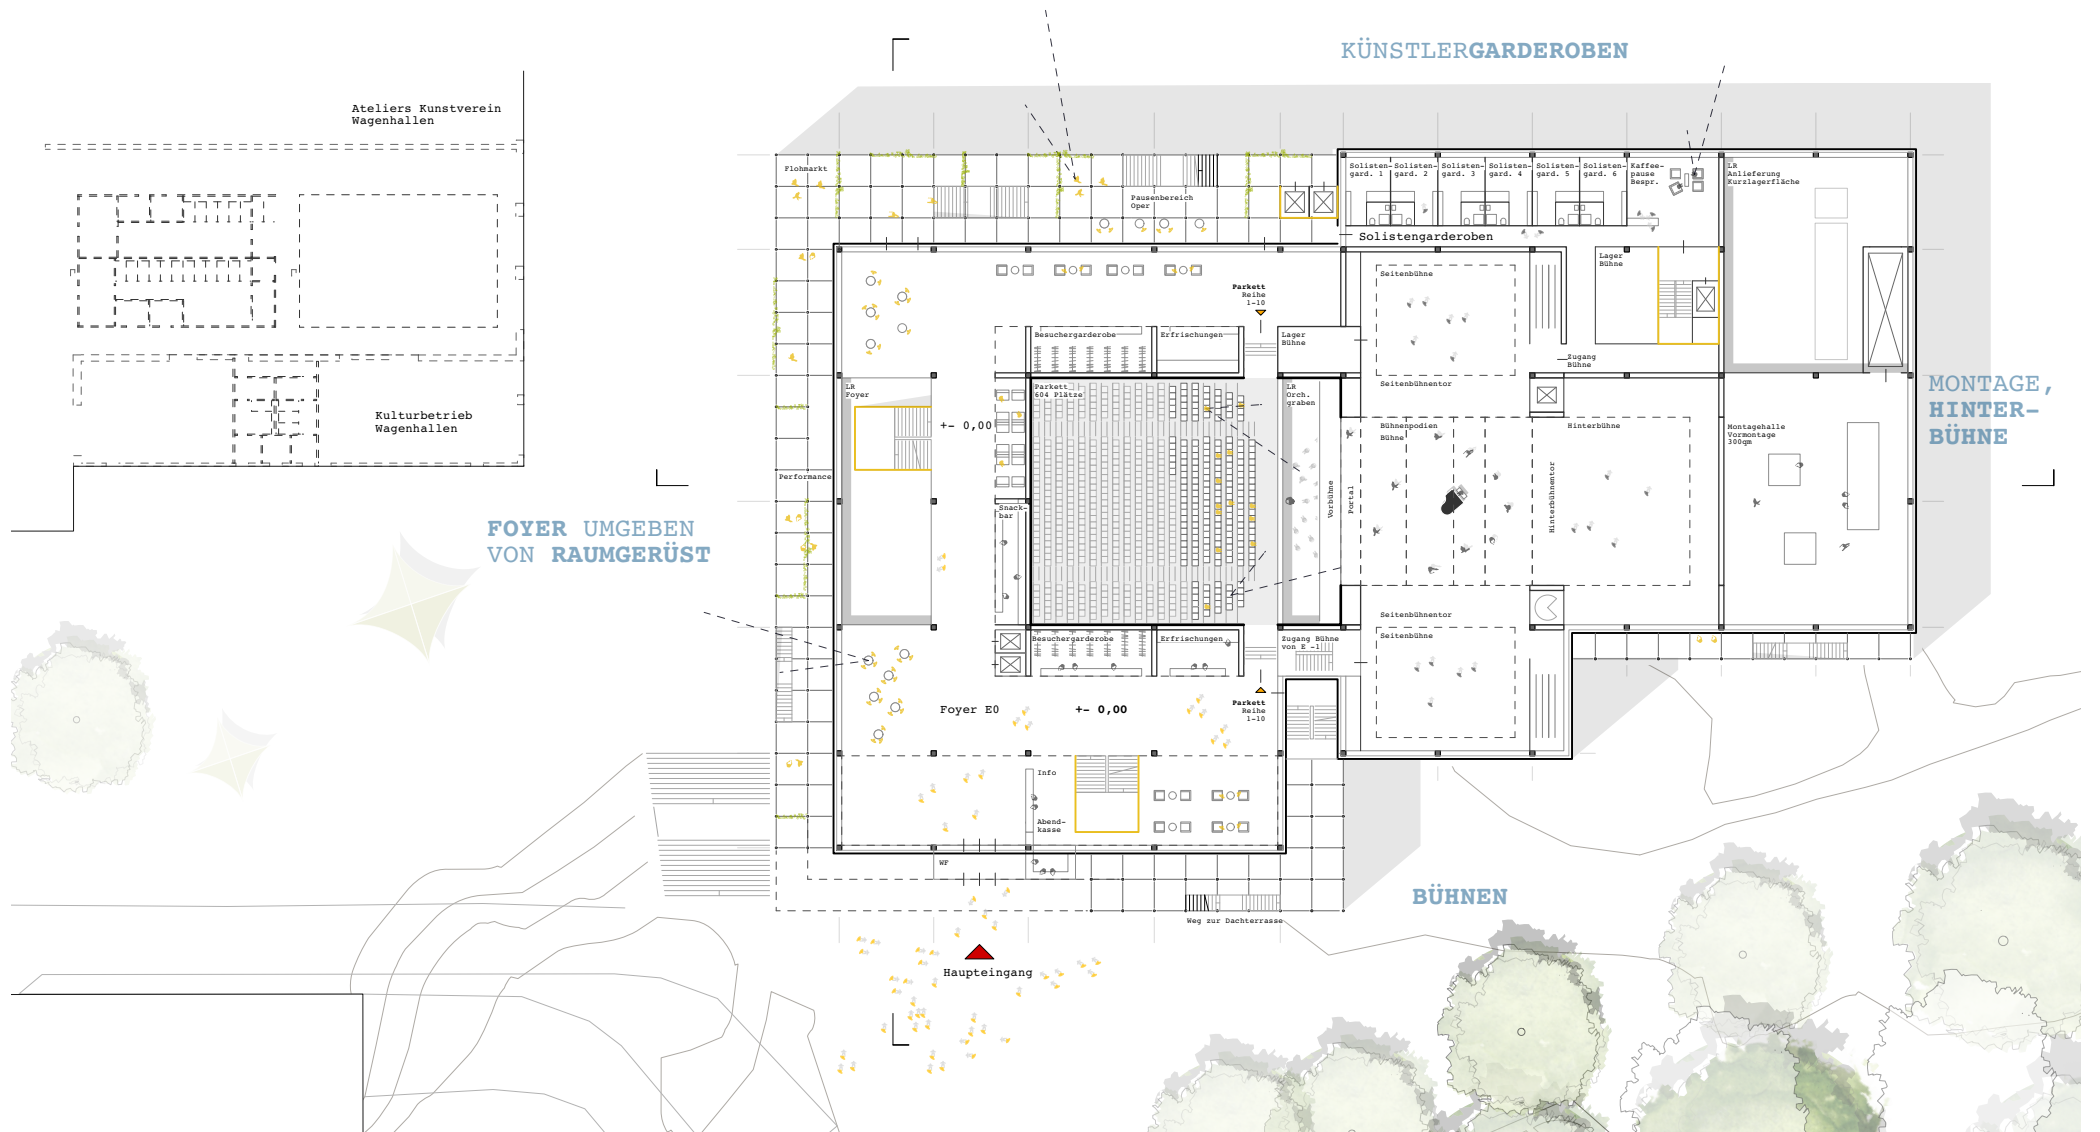 KÜNSTLERGARDEROBEN
Ateliers Kunstverein
Wagenhallen
Kulturbetrieb
Wagenhallen
FOYER UMGEBEN
VON RAUMGERÜST
Flohmarkt
Pausenbereich
Oper
Performance
Solisten-
gard. 1
Solisten-
gard. 2
Solisten-
gard. 3
Solisten-
gard. 4
Solisten-
gard. 5
Solisten-
gard. 6
Kaffee-
pause
Bespr.
LR
Anlieferung
Kurzlagerfläche
Solistengarderoben
Lager
Bühne
Seitenbühne
Parkett
Reihe
1-10
Besuchergarderobe
Erfrischungen
Lager
Bühne
Zugang
Bühne
Seitenbühnentor
LR
Foyer
+- 0,00
Parkett
604 Plätze
LR
Orch.
graben
Bühnenpodien
Bühne
Hinterbühne
Montagehalle
Vormontage
300qm
MONTAGE,
HINTER-
BÜHNE
Snack-
bar
Vorbühne
Portal
Hinterbühnentor
Seitenbühnentor
Seitenbühne
Besuchergarderobe
Erfrischungen
Zugang Bühne
von E -1
Foyer E0
+- 0,00
Parkett
Reihe
1-10
Info
Abend-
kasse
WF
Weg zur Dachterrasse
BÜHNEN
Haupteingang